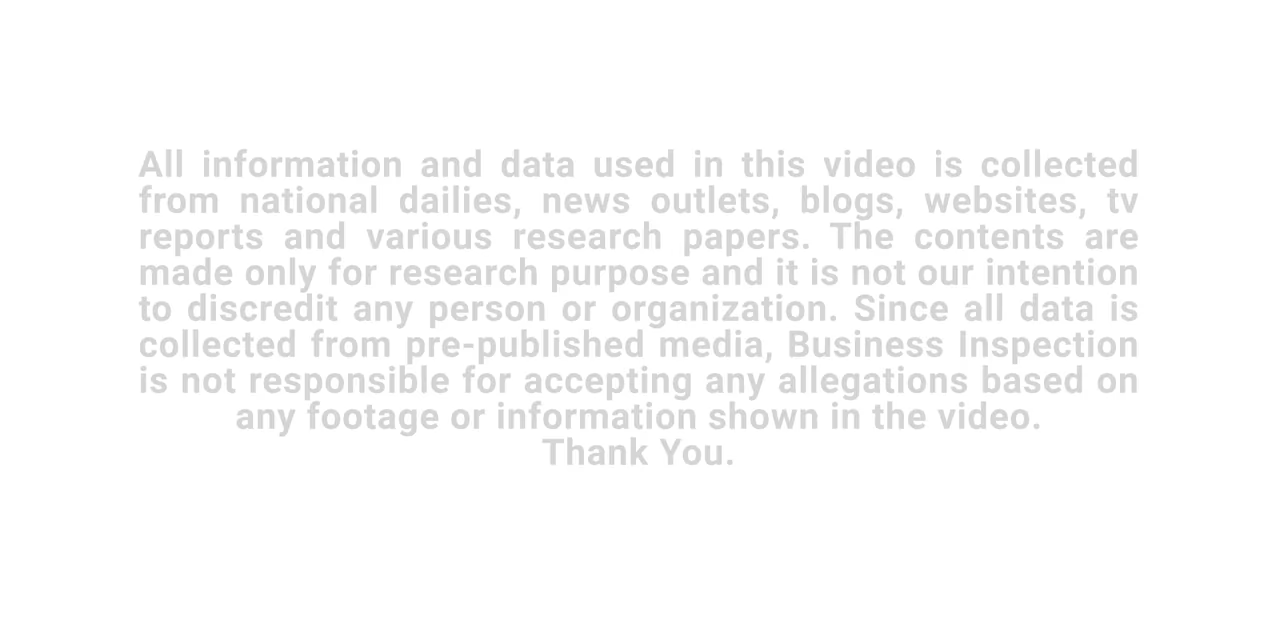 All information and data used in this video is collected
from national dailies, news outlets, blogs, websites, tv
reports and various research papers. The contents are
made only for research purpose and it is not our intention
to discredit any person or organization. Since all data is
collected from pre-published media, Business Inspection
is not responsible for accepting any allegations based on
any footage or information shown in the video.
Thank You.